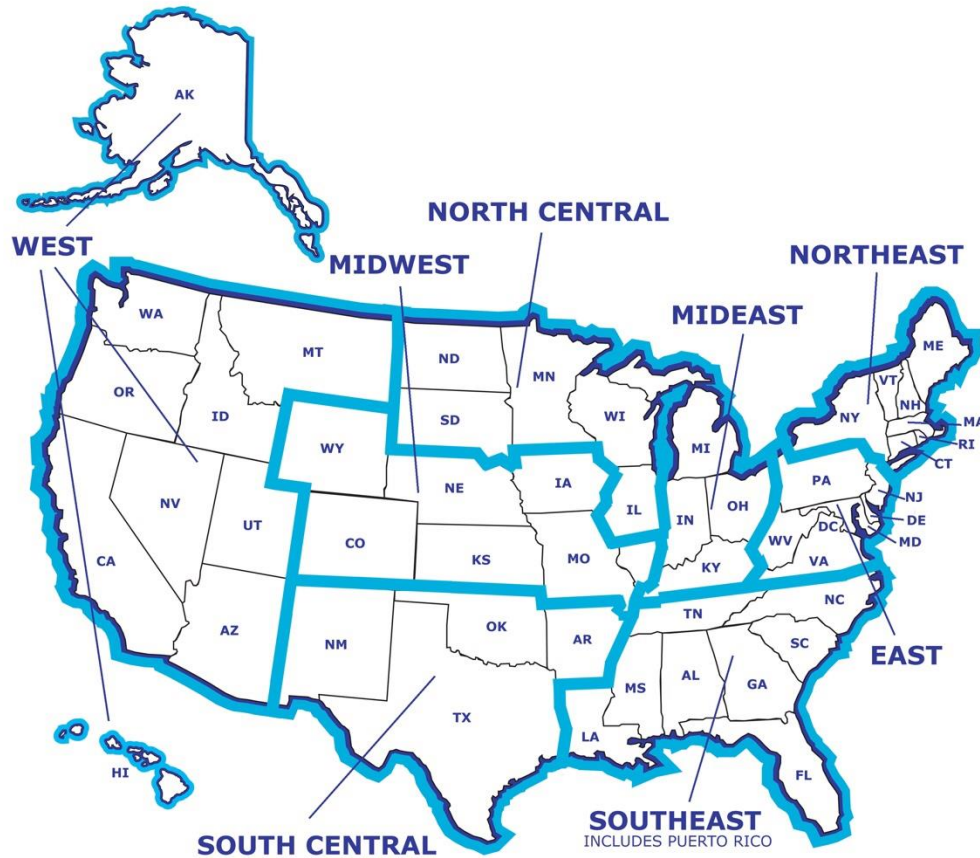 AK
NORTH CENTRAL
WEST
MIDWEST
NORTHEAST
MIDEAST
WA
MT
ND
MN
ME
VT
NH
OR
ID
SD
WI
MI
NY
MA
RI
CT
WY
PA
NE
IA
NJ
NV
UT
IL
IN
OH
DE
DC
MD
CO
WV
CA
KS
MO
KY
VA
AZ
NM
OK
AR
TN
NC
SC
EAST
MS
AL
GA
TX
LA
HI
FL
SOUTHEAST
INCLUDES PUERTO RICO
SOUTH CENTRAL